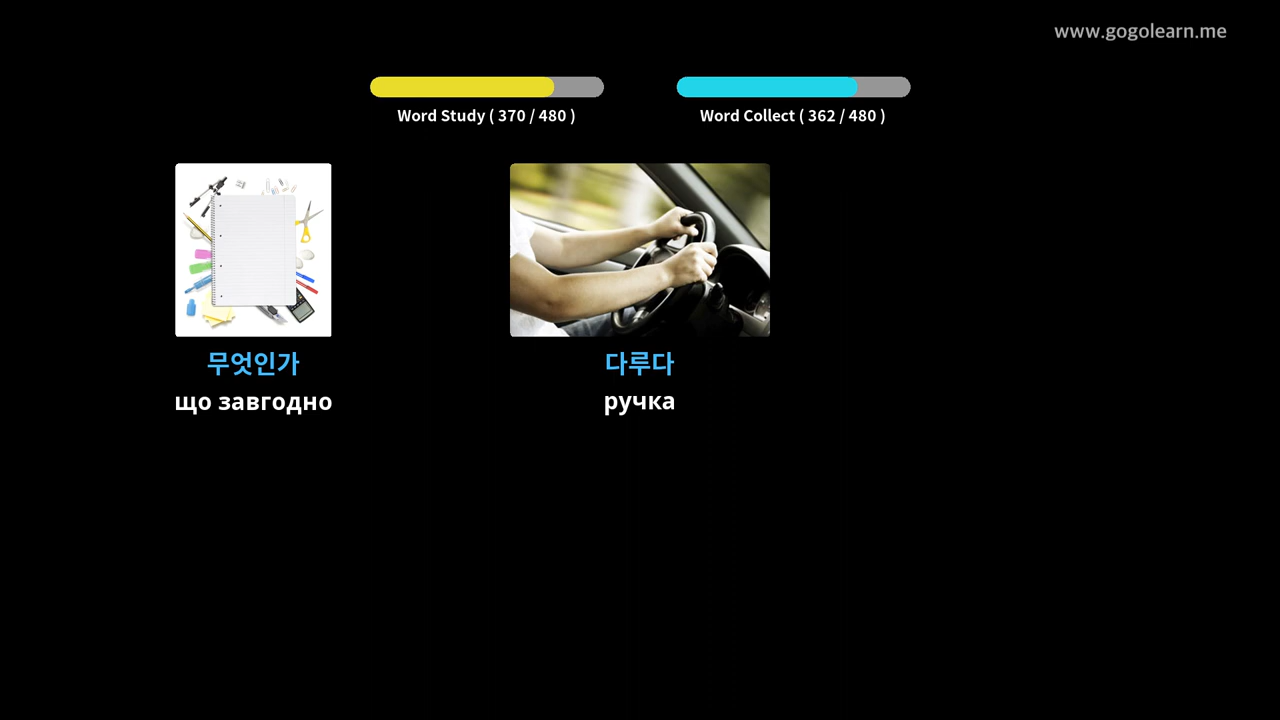 www.gogolearn.me
Word Study ( 370 / 480 )
Word Collect ( 362 / 480 )
무엇인가
що завгодно
다루다
ручка